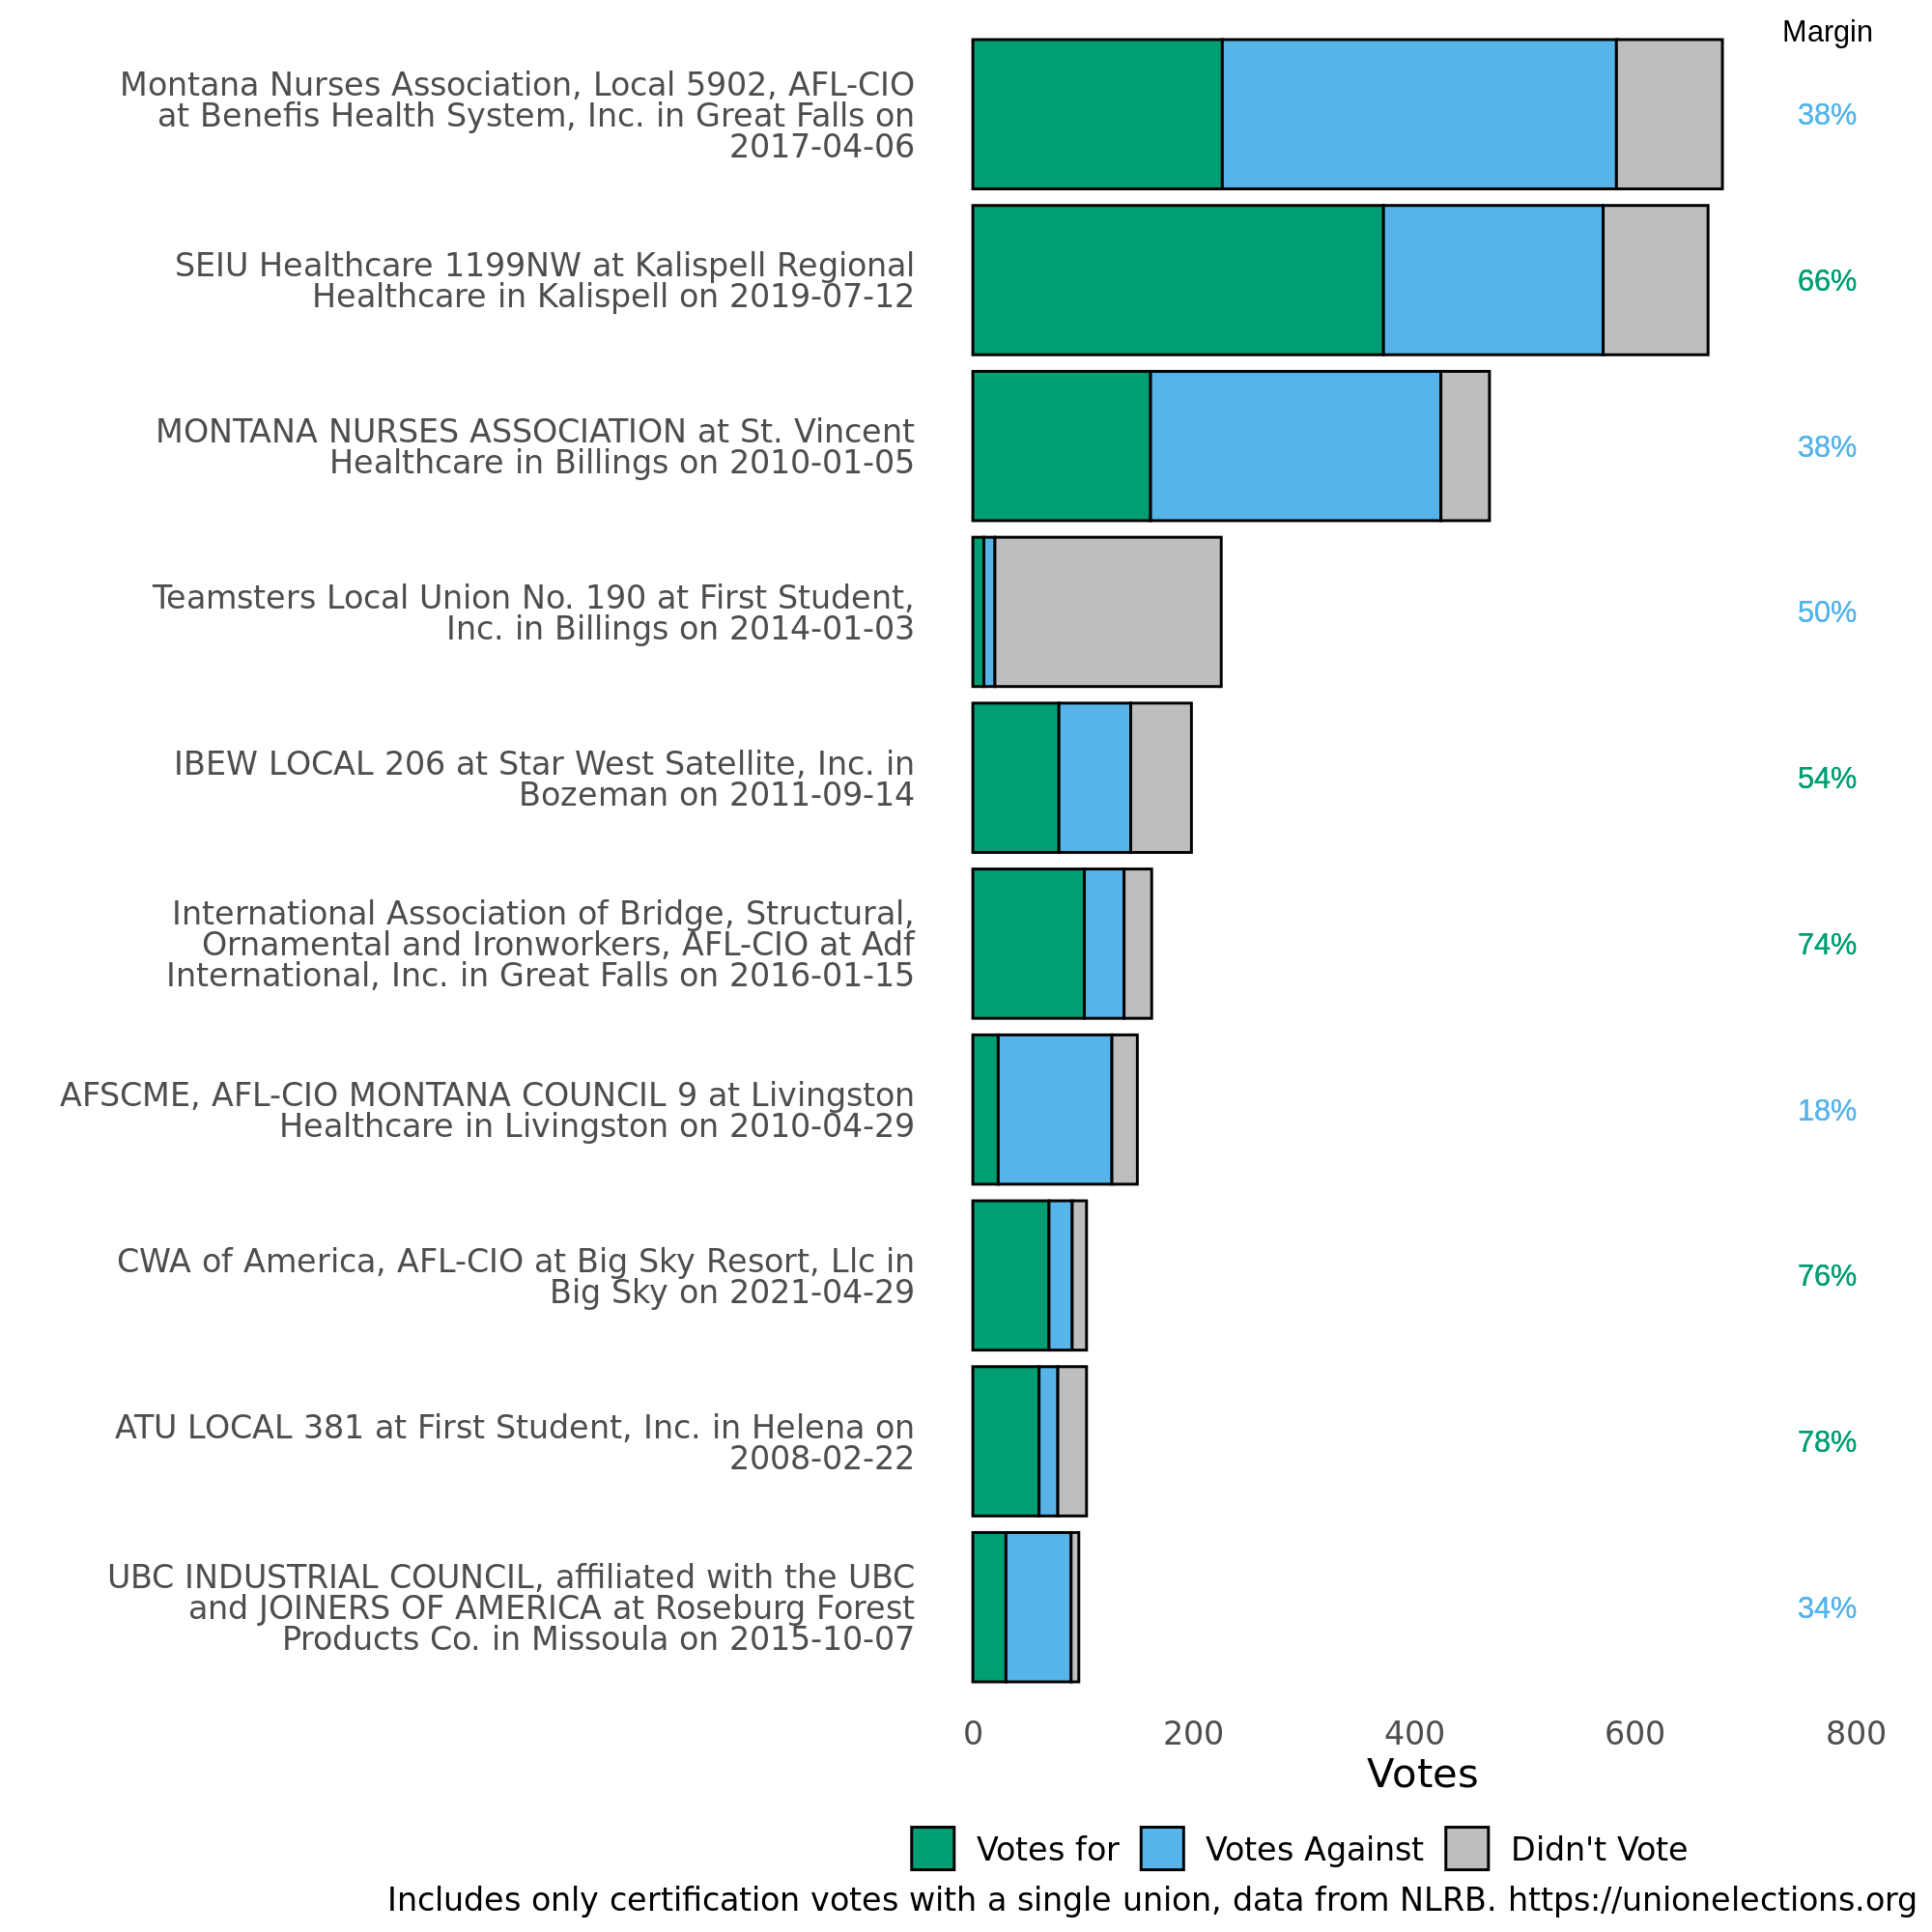 Margin
Montana Nurses Association, Local 5902, AFL-CIO
at Benefis Health System, Inc. in Great Falls on
2017-04-06
38%
SEIU Healthcare 1199NW at Kalispell Regional
Healthcare in Kalispell on 2019-07-12
66%
MONTANA NURSES ASSOCIATION at St. Vincent
Healthcare in Billings on 2010-01-05
38%
Teamsters Local Union No. 190 at First Student,
Inc. in Billings on 2014-01-03
50%
IBEW LOCAL 206 at Star West Satellite, Inc. in
Bozeman on 2011-09-14
54%
International Association of Bridge, Structural,
Ornamental and Ironworkers, AFL-CIO at Adf
International, Inc. in Great Falls on 2016-01-15
74%
AFSCME, AFL-CIO MONTANA COUNCIL 9 at Livingston
Healthcare in Livingston on 2010-04-29
18%
CWA of America, AFL-CIO at Big Sky Resort, Llc in
Big Sky on 2021-04-29
76%
ATU LOCAL 381 at First Student, Inc. in Helena on
2008-02-22
78%
UBC INDUSTRIAL COUNCIL, affiliated with the UBC
and JOINERS OF AMERICA at Roseburg Forest
Products Co. in Missoula on 2015-10-07
34%
0 200 400 600 800
Votes
Votes for Votes Against Didn't Vote
Includes only certification votes with a single union, data from NLRB. https://unionelections.org